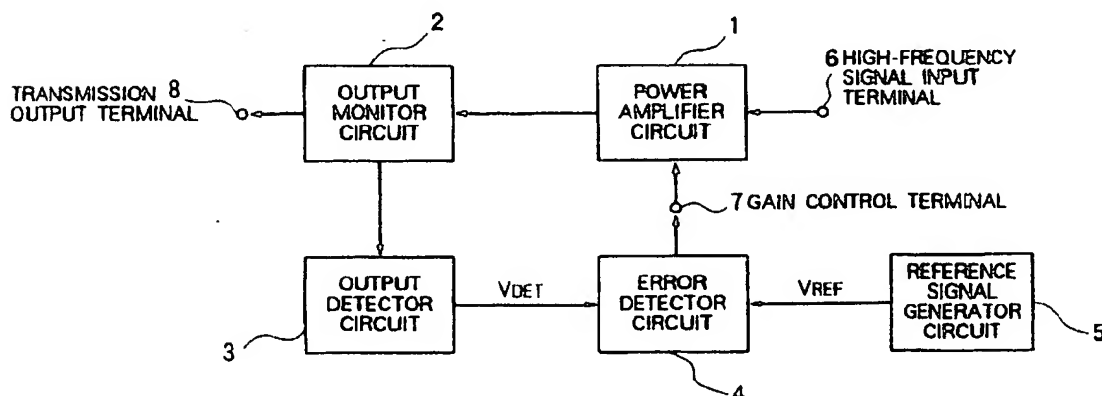 2
1
TRANSMISSION 8
OUTPUT TERMINAL
OUTPUT
MONITOR
CIRCUIT
POWER
AMPLIFIER
CIRCUIT
6 HIGH-FREQUENCY
SIGNAL INPUT
TERMINAL
7 GAIN CONTROL TERMINAL
OUTPUT
DETECTOR
CIRCUIT
VDET
ERROR
DETECTOR
CIRCUIT
VREF
REFERENCE
SIGNAL
GENERATOR
CIRCUIT
3
4
5